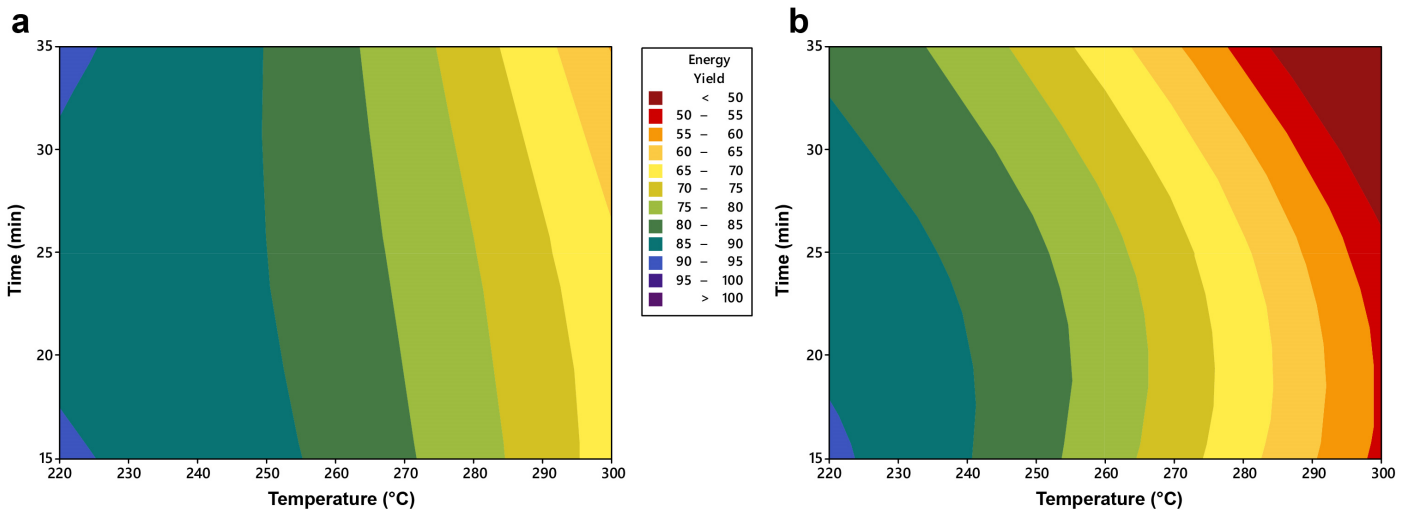 a
35
30
25
20
15
220 230 240 250 260 270 280 290 300
Time (min)
Temperature (°C)
Energy
Yield
< 50
50 – 55
55 – 60
60 – 65
65 – 70
70 – 75
75 – 80
80 – 85
85 – 90
90 – 95
95 – 100
> 100
b
35
30
25
20
15
220 230 240 250 260 270 280 290 300
Time (min)
Temperature (°C)